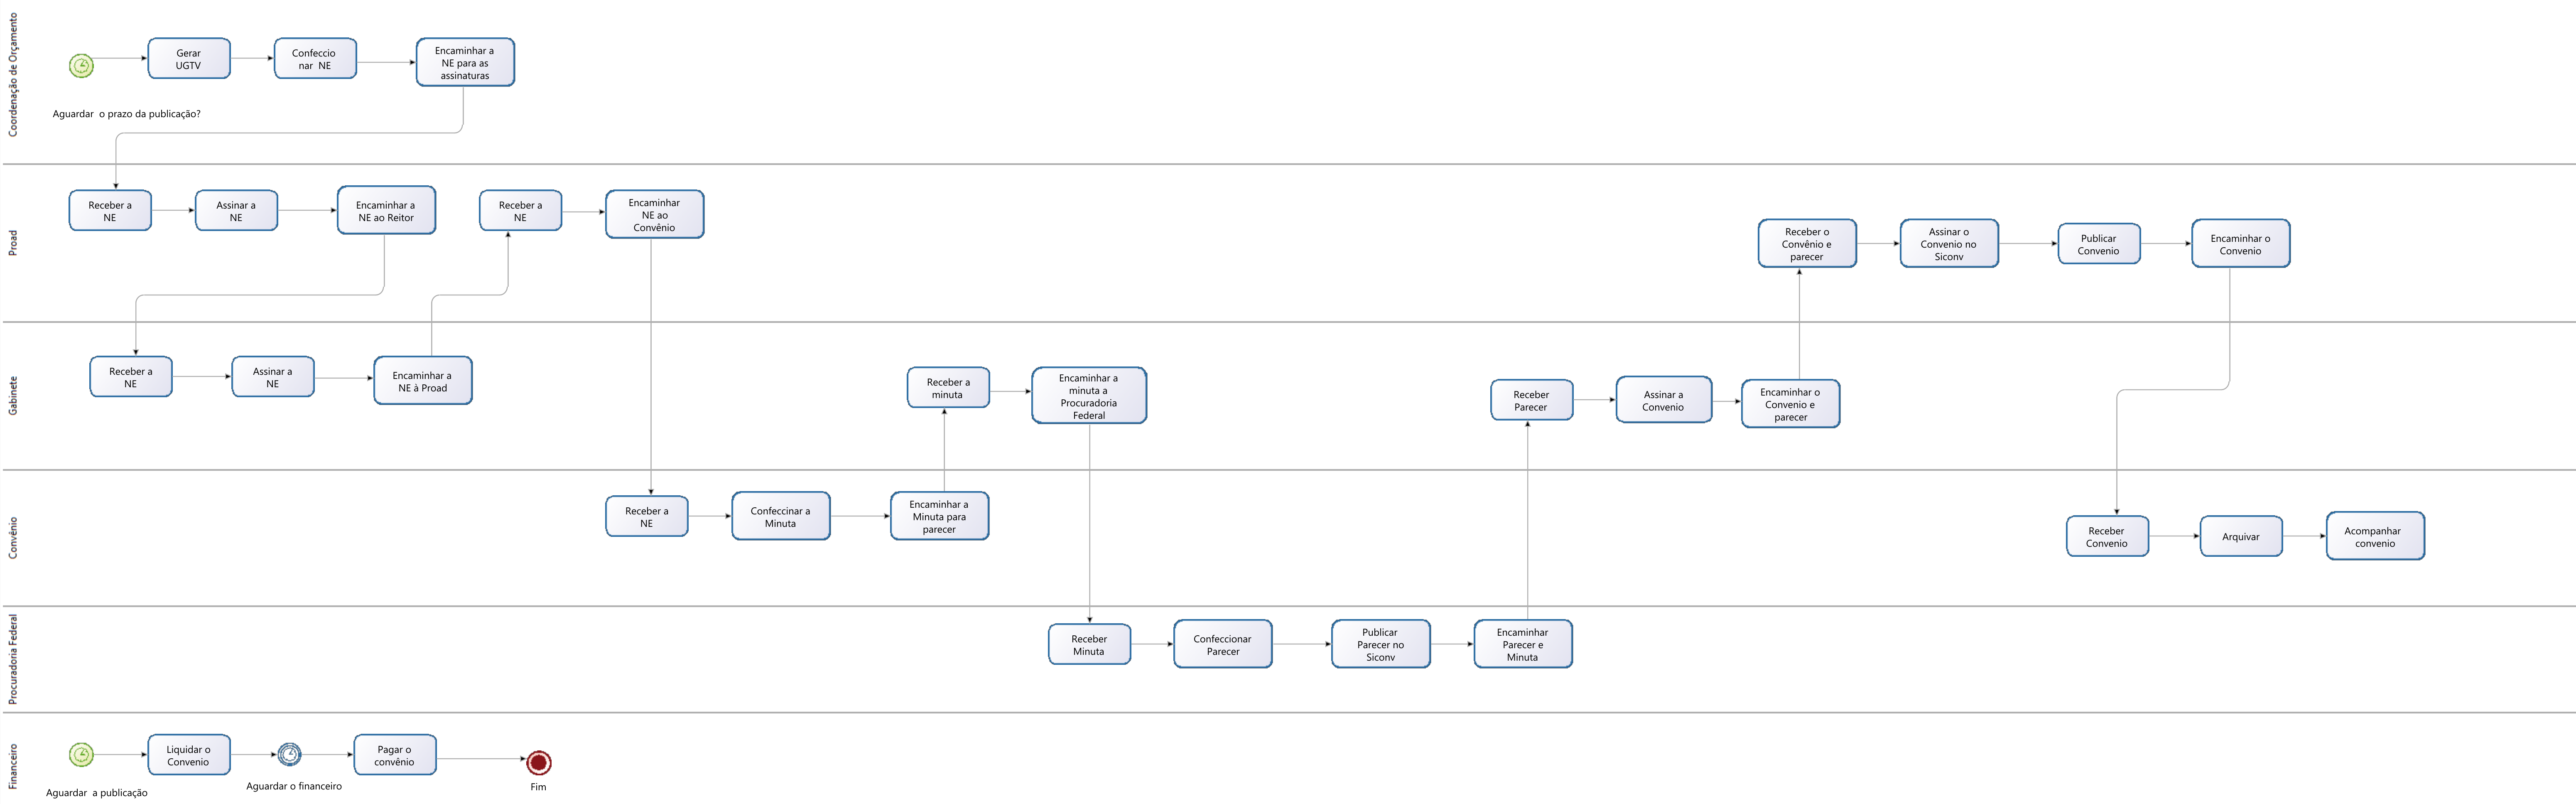 Coordenação de Orçamento
Gerar
UGTV
Confeccio
nar  NE
Encaminhar a
NE para as
assinaturas
Aguardar  o prazo da publicação?
Proad
Receber a
NE
Assinar a
NE
Encaminhar a
NE ao Reitor
Receber a
NE
Encaminhar
NE ao
Convênio
Receber o
Convênio e
parecer
Assinar o
Convenio no
Siconv
Publicar
Convenio
Encaminhar o
Convenio
Gabinete
Receber a
NE
Assinar a
NE
Encaminhar a
NE à Proad
Receber a
minuta
Encaminhar a
minuta a
Procuradoria
Federal
Receber
Parecer
Assinar a
Convenio
Encaminhar o
Convenio e
parecer
Convênio
Receber a
NE
Confeccinar a
Minuta
Encaminhar a
Minuta para
parecer
Receber
Convenio
Arquivar
Acompanhar
convenio
Procuradoria Federal
Receber
Minuta
Confeccionar
Parecer
Publicar
Parecer no
Siconv
Encaminhar
Parecer e
Minuta
Financeiro
Liquidar o
Convenio
Pagar o
convênio
Aguardar  a publicação
Aguardar o financeiro
Fim